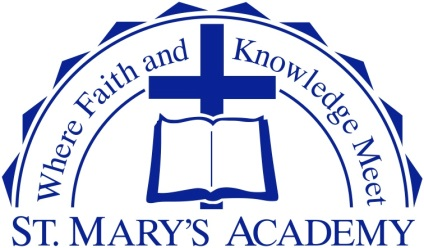 Where Faith and Knowledge Meet
ST. MARY'S ACADEMY